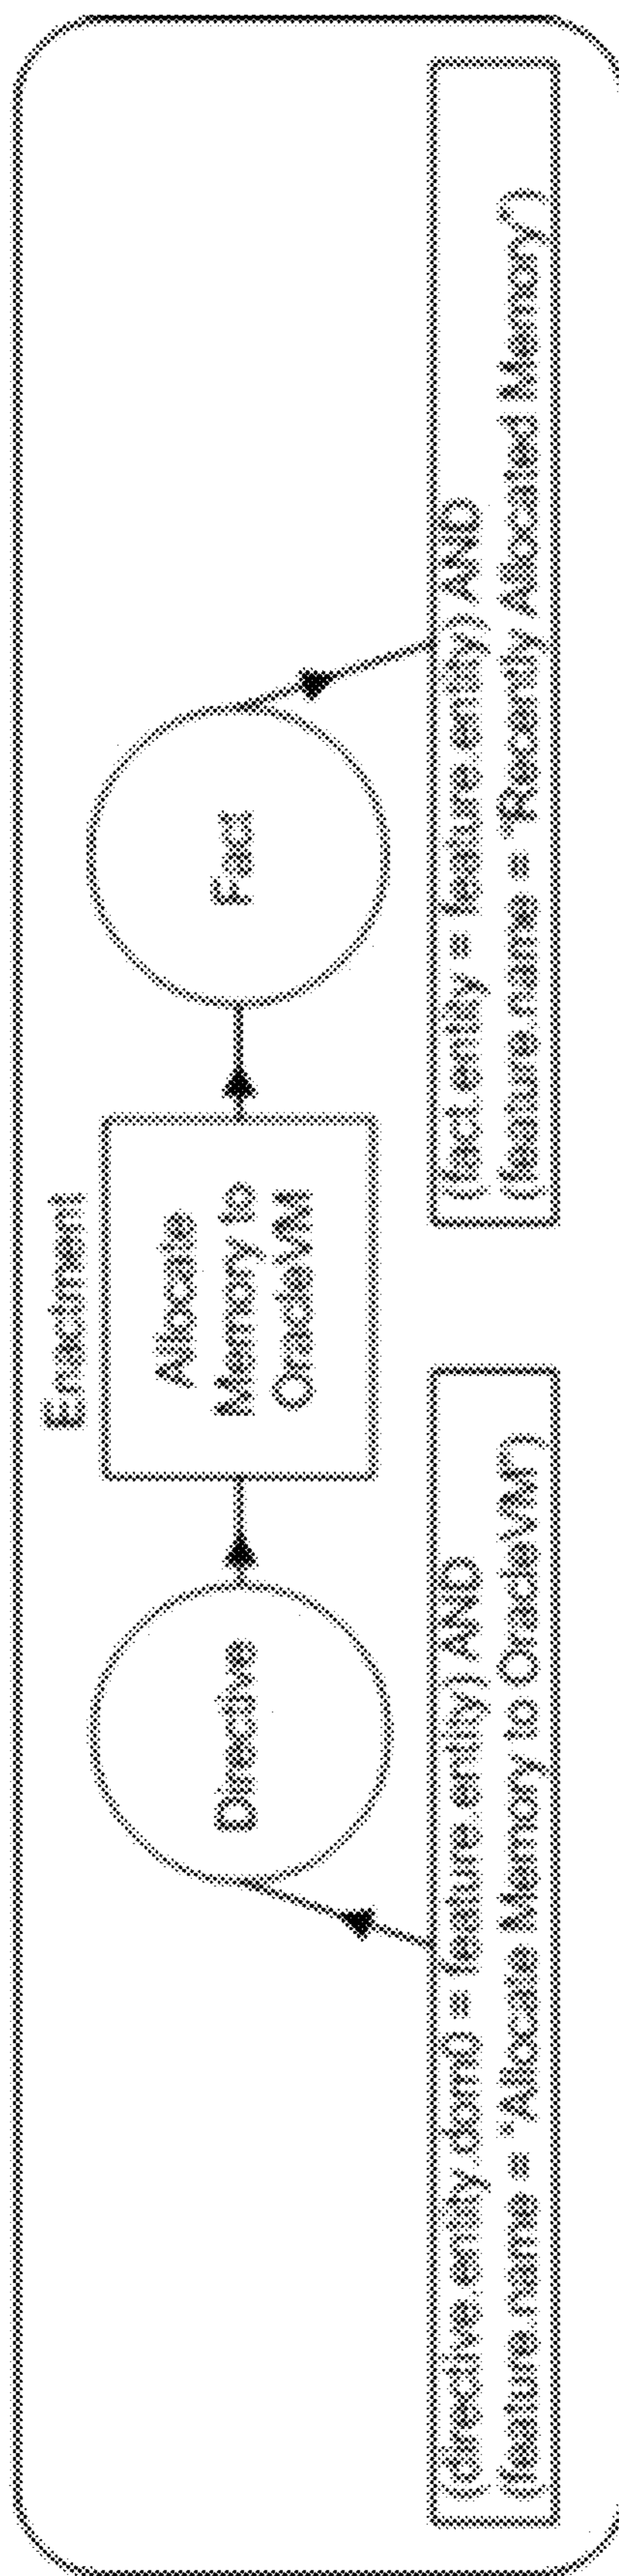 Enactment
Directive
Allocate
Memory to
OracleVM
Fact
(directive entity.dom0 = feature entity) AND
(feature name = "Allocate Memory to OracleVM")
(fact entity = feature entity) AND
(feature name = "Recently Allocated Memory")